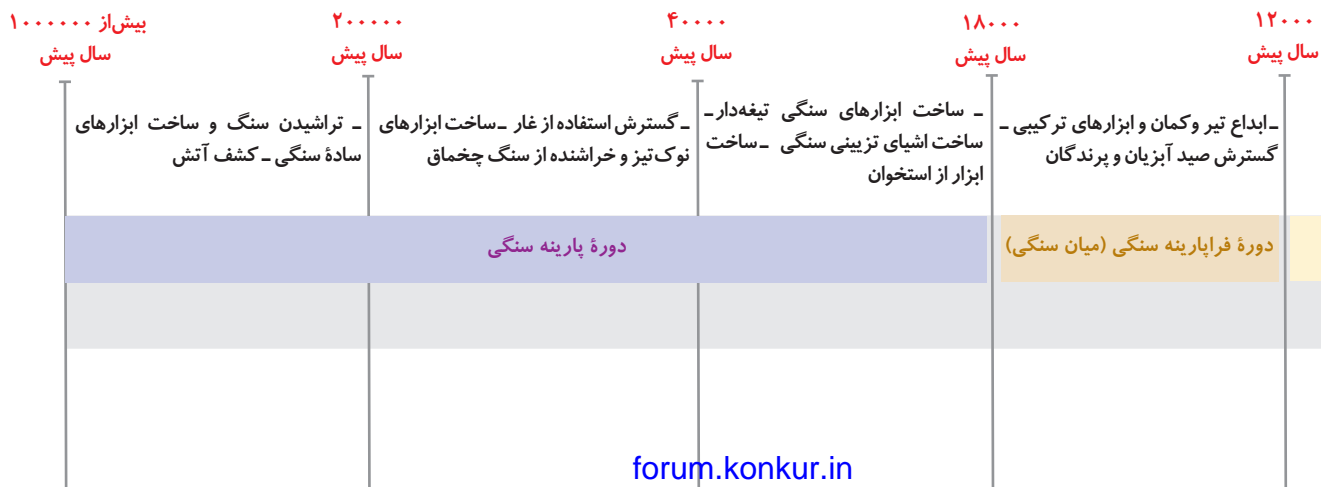 بیش‌از ۱۰۰۰۰۰۰
سال پیش
۲۰۰۰۰۰
سال پیش
۴۰۰۰۰
سال پیش
۱۸۰۰۰
سال پیش
۱۲۰۰۰
سال پیش
ـ تراشیدن سنگ و ساخت ابزارهای
سادهٔ سنگی ـ کشف آتش
ـ گسترش استفاده از غار ـ ساخت ابزارهای
نوک‌تیز و خراشنده از سنگ چخماق
ـ ساخت ابزارهای سنگی تیغه‌دارـ
ساخت اشیای تزیینی سنگی ـ ساخت
ابزار از استخوان
ـ ابداع تیر وکمان و ابزارهای ترکیبی ـ
گسترش صید آبزیان و پرندگان
دورهٔ پارینه سنگی
دورهٔ فراپارینه سنگی (میان سنگی)
forum.konkur.in